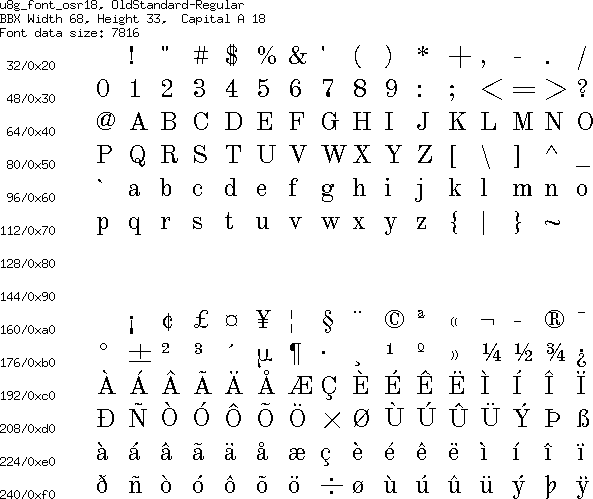 u8g_font_osr18, OldStandard-Regular
BBX Width 68, Height 33,  Capital A 18
Font data size: 7816
32/0x20 ! " # $ % & ' ( ) * + , - . /
48/0x30 0 1 2 3 4 5 6 7 8 9 : ; < = > ?
64/0x40 @ A B C D E F G H I J K L M N O
80/0x50 P Q R S T U V W X Y Z [ \ ] ^ _
96/0x60 ` a b c d e f g h i j k l m n o
112/0x70 p q r s t u v w x y z { | } ~
128/0x80
144/0x90
160/0xa0 ¡ ¢ £ ¤ ¥ ¦ § ¨ © ª « ¬ - ® ¯
176/0xb0 ° ± ² ³ ´ µ ¶ · ¸ ¹ º » ¼ ½ ¾ ¿
192/0xc0 À Á Â Ã Ä Å Æ Ç È É Ê Ë Ì Í Î Ï
208/0xd0 Ð Ñ Ò Ó Ô Õ Ö × Ø Ù Ú Û Ü Ý Þ ß
224/0xe0 à á â ã ä å æ ç è é ê ë ì í î ï
240/0xf0 ð ñ ò ó ô õ ö ÷ ø ù ú û ü ý þ ÿ